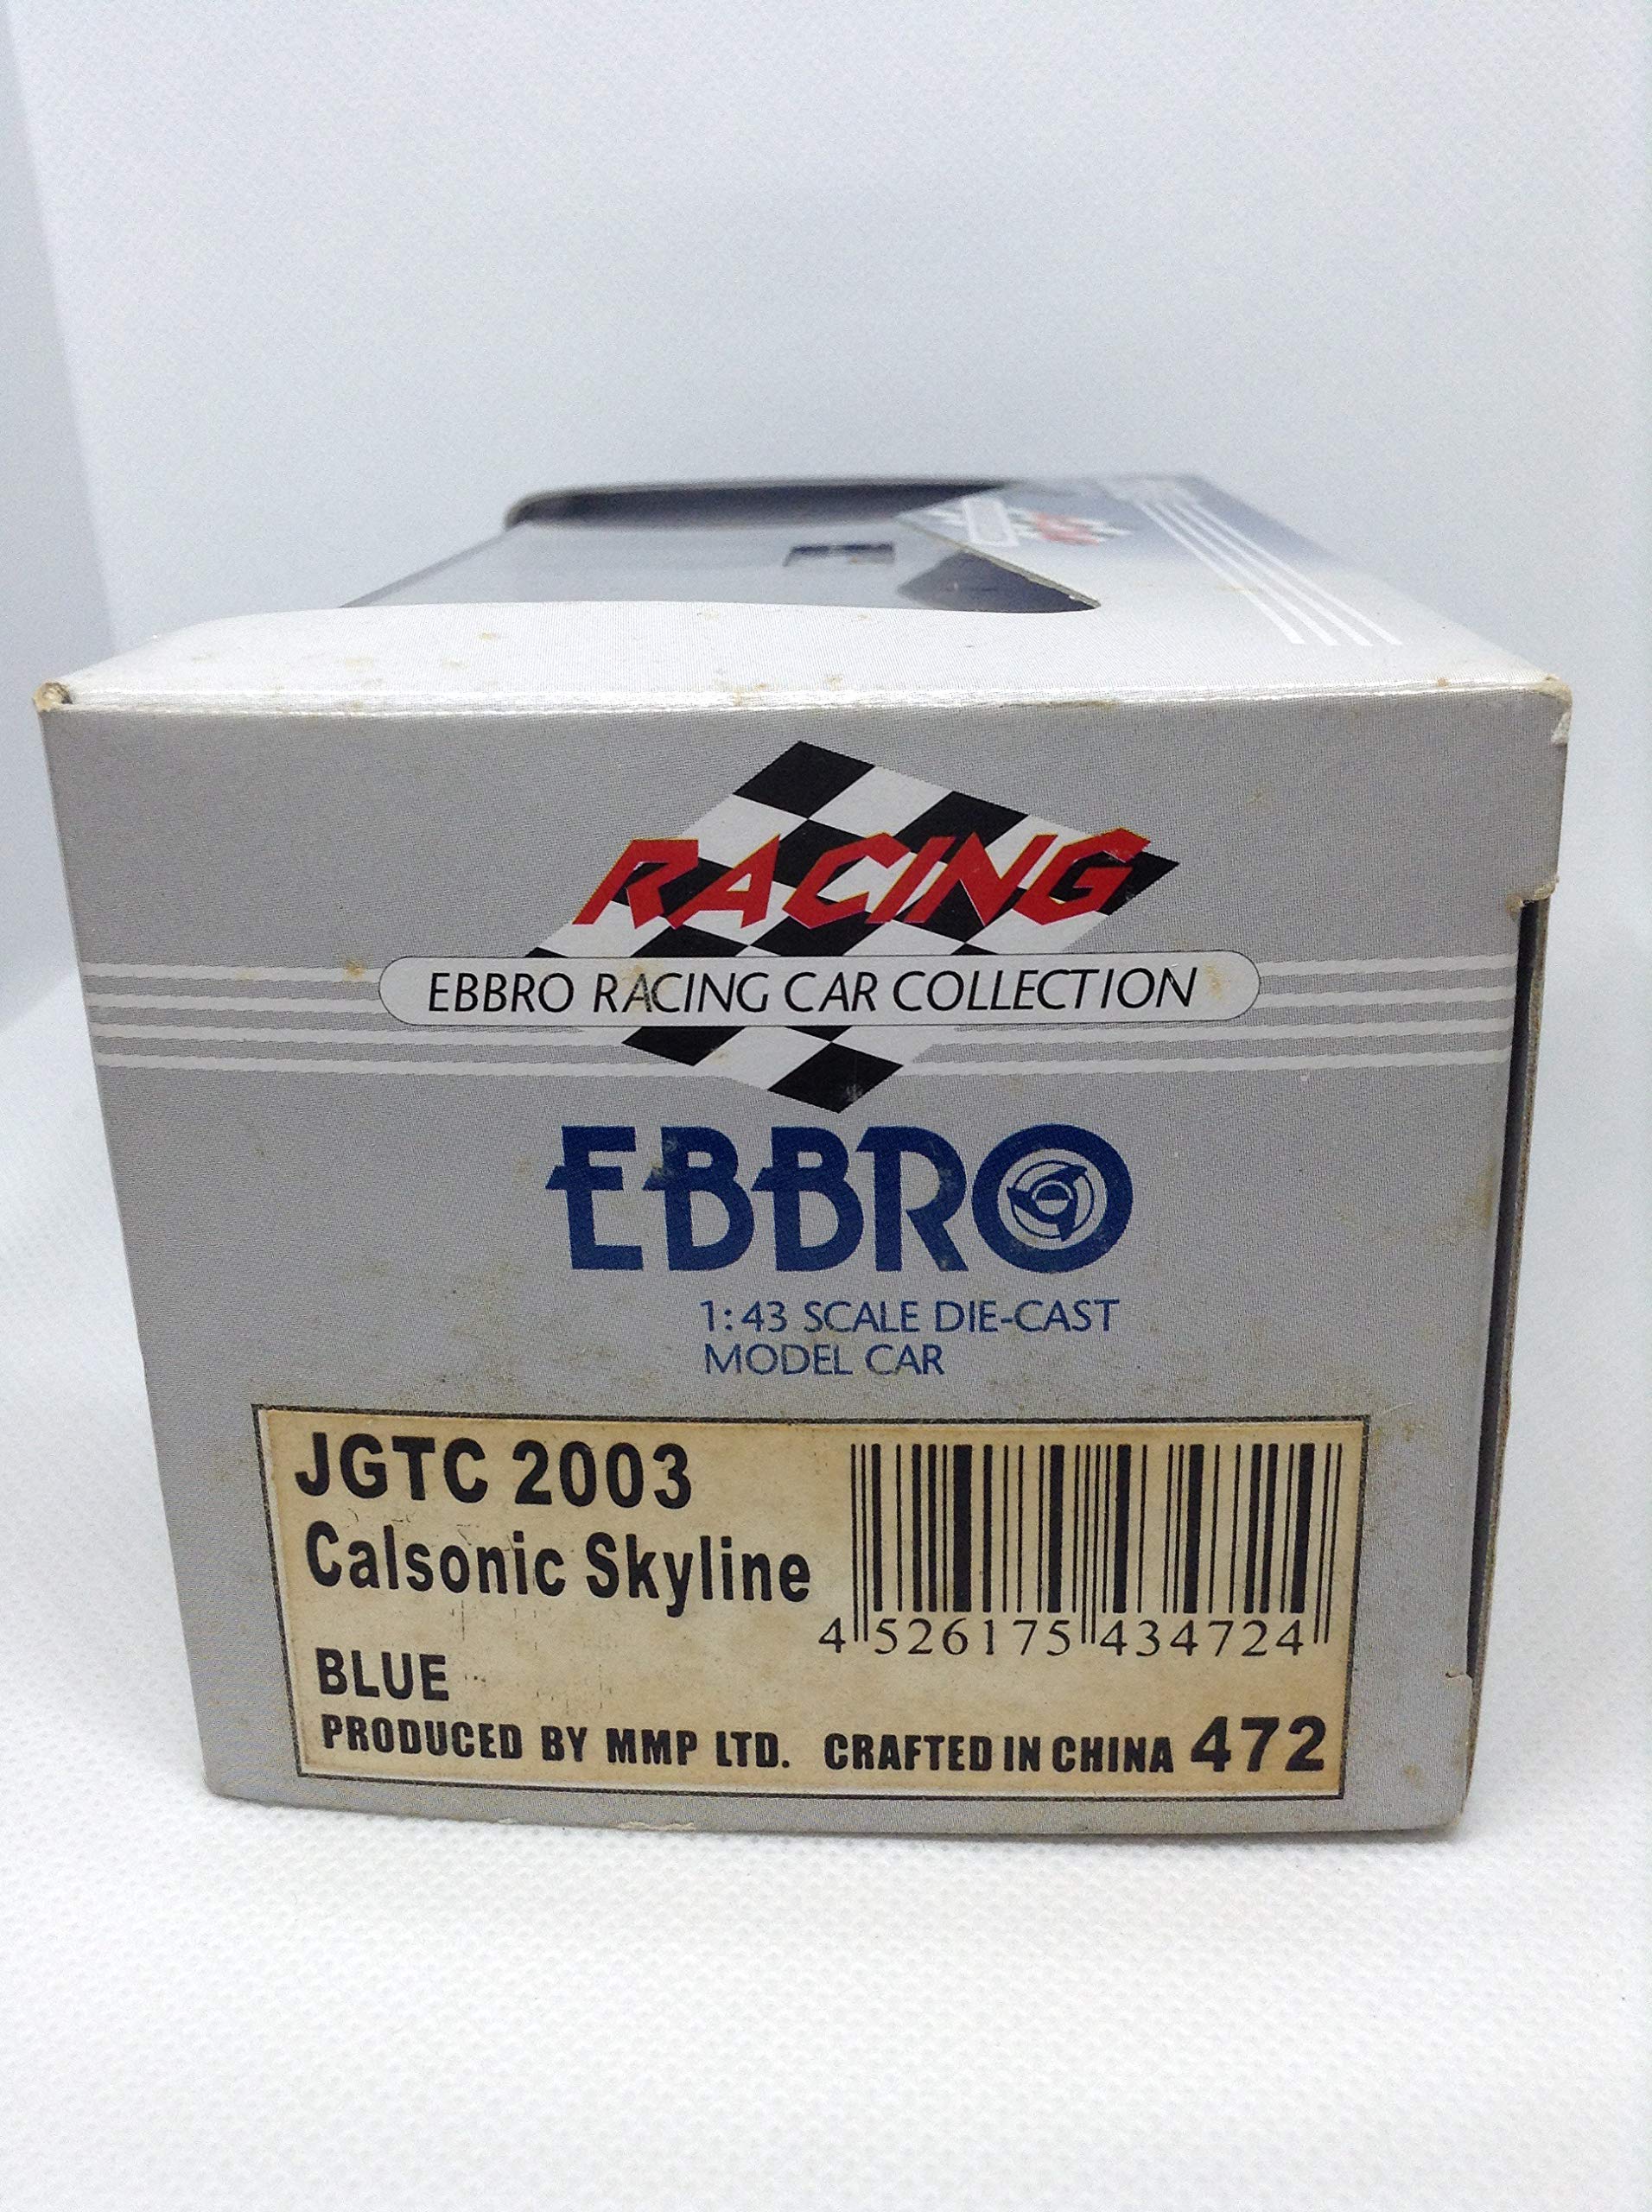 RACING
EBBRO RACING CAR COLLECTION
EBBRO
1:43 SCALE DIE-CAST
MODEL CAR
JGTC 2003
Calsonic Skyline
4 526175 434724
BLUE
PRODUCED BY MMP LTD. CRAFTED IN CHINA 472